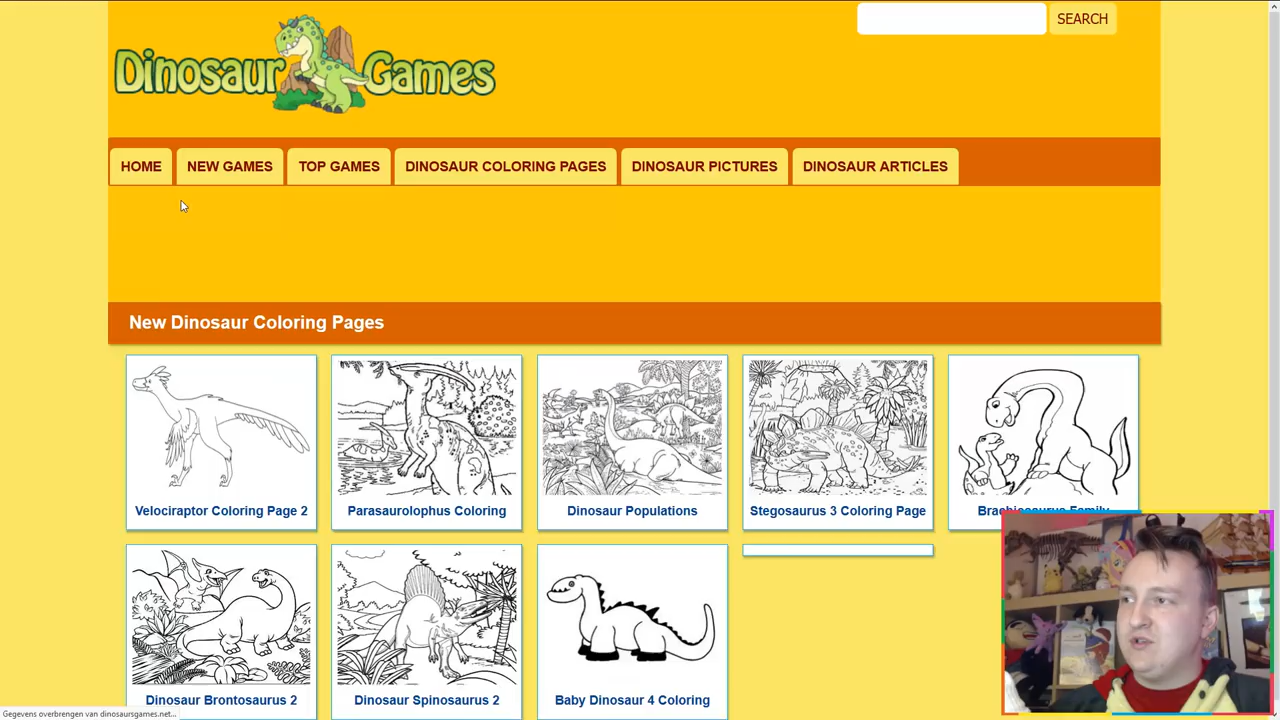 Dinosaur Games
SEARCH
HOME
NEW GAMES
TOP GAMES
DINOSAUR COLORING PAGES
DINOSAUR PICTURES
DINOSAUR ARTICLES
New Dinosaur Coloring Pages
Velociraptor Coloring Page 2
Parasaurolophus Coloring
Dinosaur Populations
Stegosaurus 3 Coloring Page
Brachiosaurus Family
Dinosaur Brontosaurus 2
Dinosaur Spinosaurus 2
Baby Dinosaur 4 Coloring
Gegevens overbrengen van dinosaursgames.net...